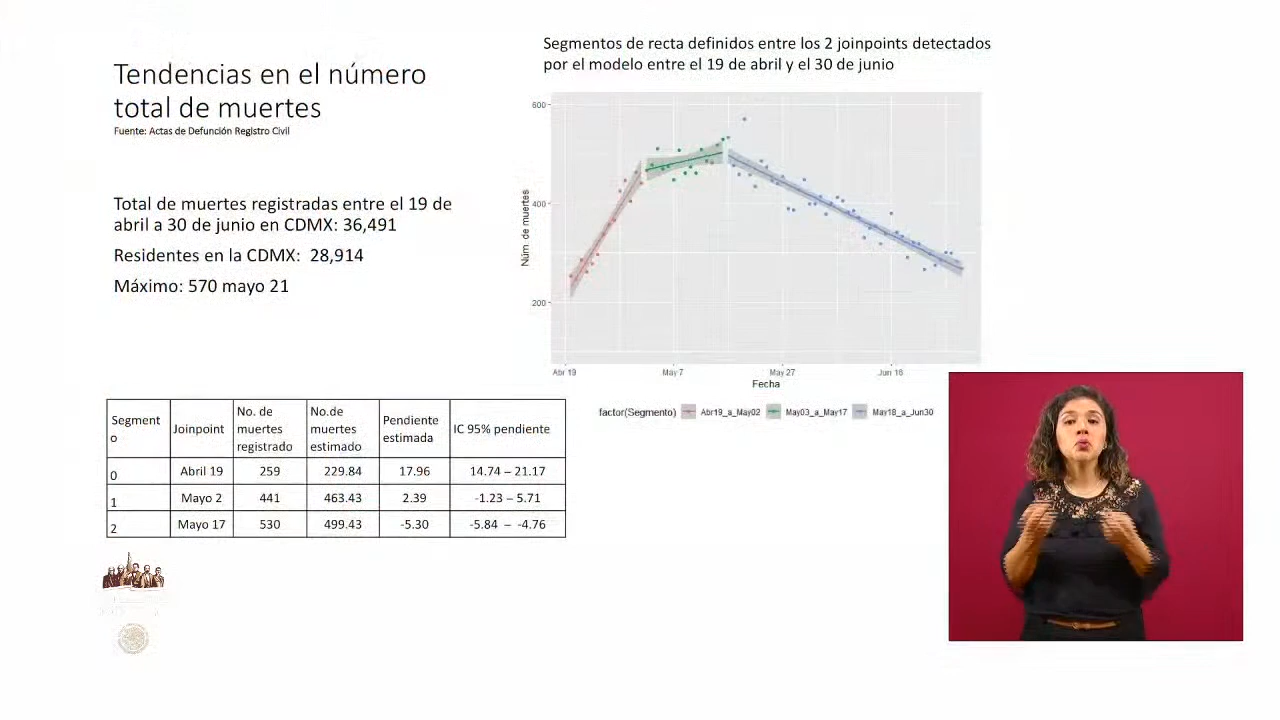 Tendencias en el número
total de muertes
Fuente: Actas de Defunción Registro Civil
Total de muertes registradas entre el 19 de
abril a 30 de junio en CDMX: 36,491
Residentes en la CDMX: 28,914
Máximo: 570 mayo 21
Segmentos de recta definidos entre los 2 joinpoints detectados
por el modelo entre el 19 de abril y el 30 de junio
600
400
200
Núm. de muertes
Abr 19
May 7
May 27
Jun 16
Fecha
factor(Segmento) Abr19_a_May02 May03_a_May17 May18_a_Jun30
Segment
o
Joinpoint
No. de
muertes
registrado
No.de
muertes
estimado
Pendiente
estimada
IC 95% pendiente
0 Abril 19 259 229.84 17.96 14.74 – 21.17
1 Mayo 2 441 463.43 2.39 -1.23 – 5.71
2 Mayo 17 530 499.43 -5.30 -5.84 – -4.76